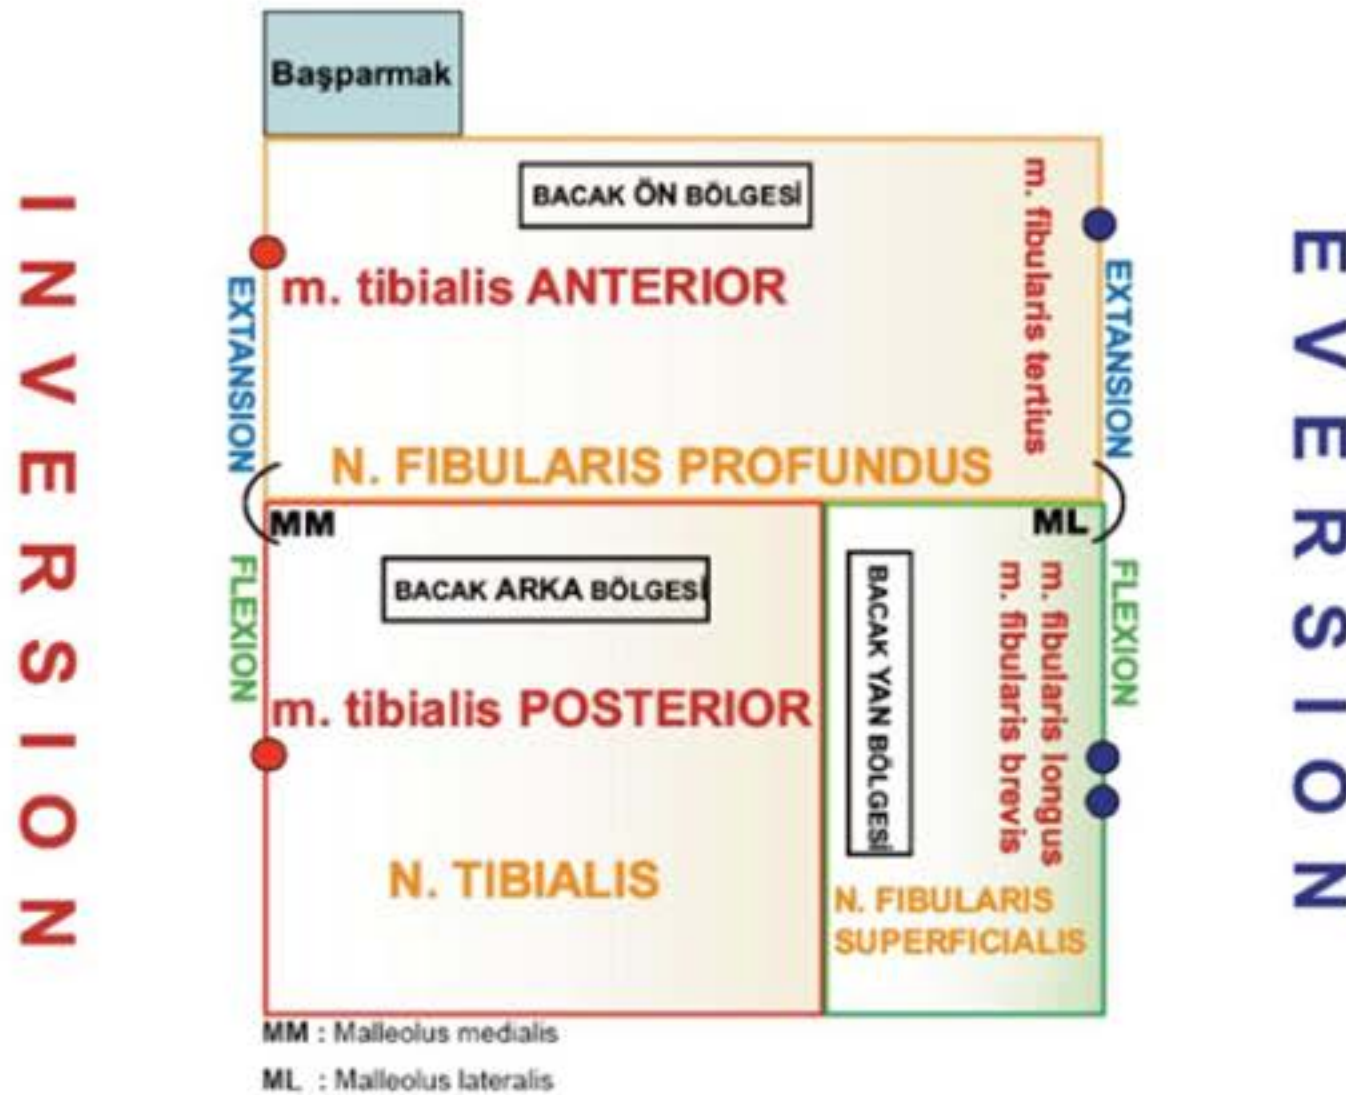 Başparmak
BACAK ÖN BÖLGESİ
m. tibialis ANTERIOR
m. fibularis tertius
EXTANSION
EXTANSION
N. FIBULARIS PROFUNDUS
INVERSION
EVERSION
MM
ML
BACAK ARKA BÖLGESİ
FLEXION
m. tibialis POSTERIOR
N. TIBIALIS
BACAK YAN BÖLGESİ
m. fibularis longus
m. fibularis brevis
FLEXION
N. FIBULARIS
SUPERFICIALIS
MM : Malleolus medialis
ML : Malleolus lateralis